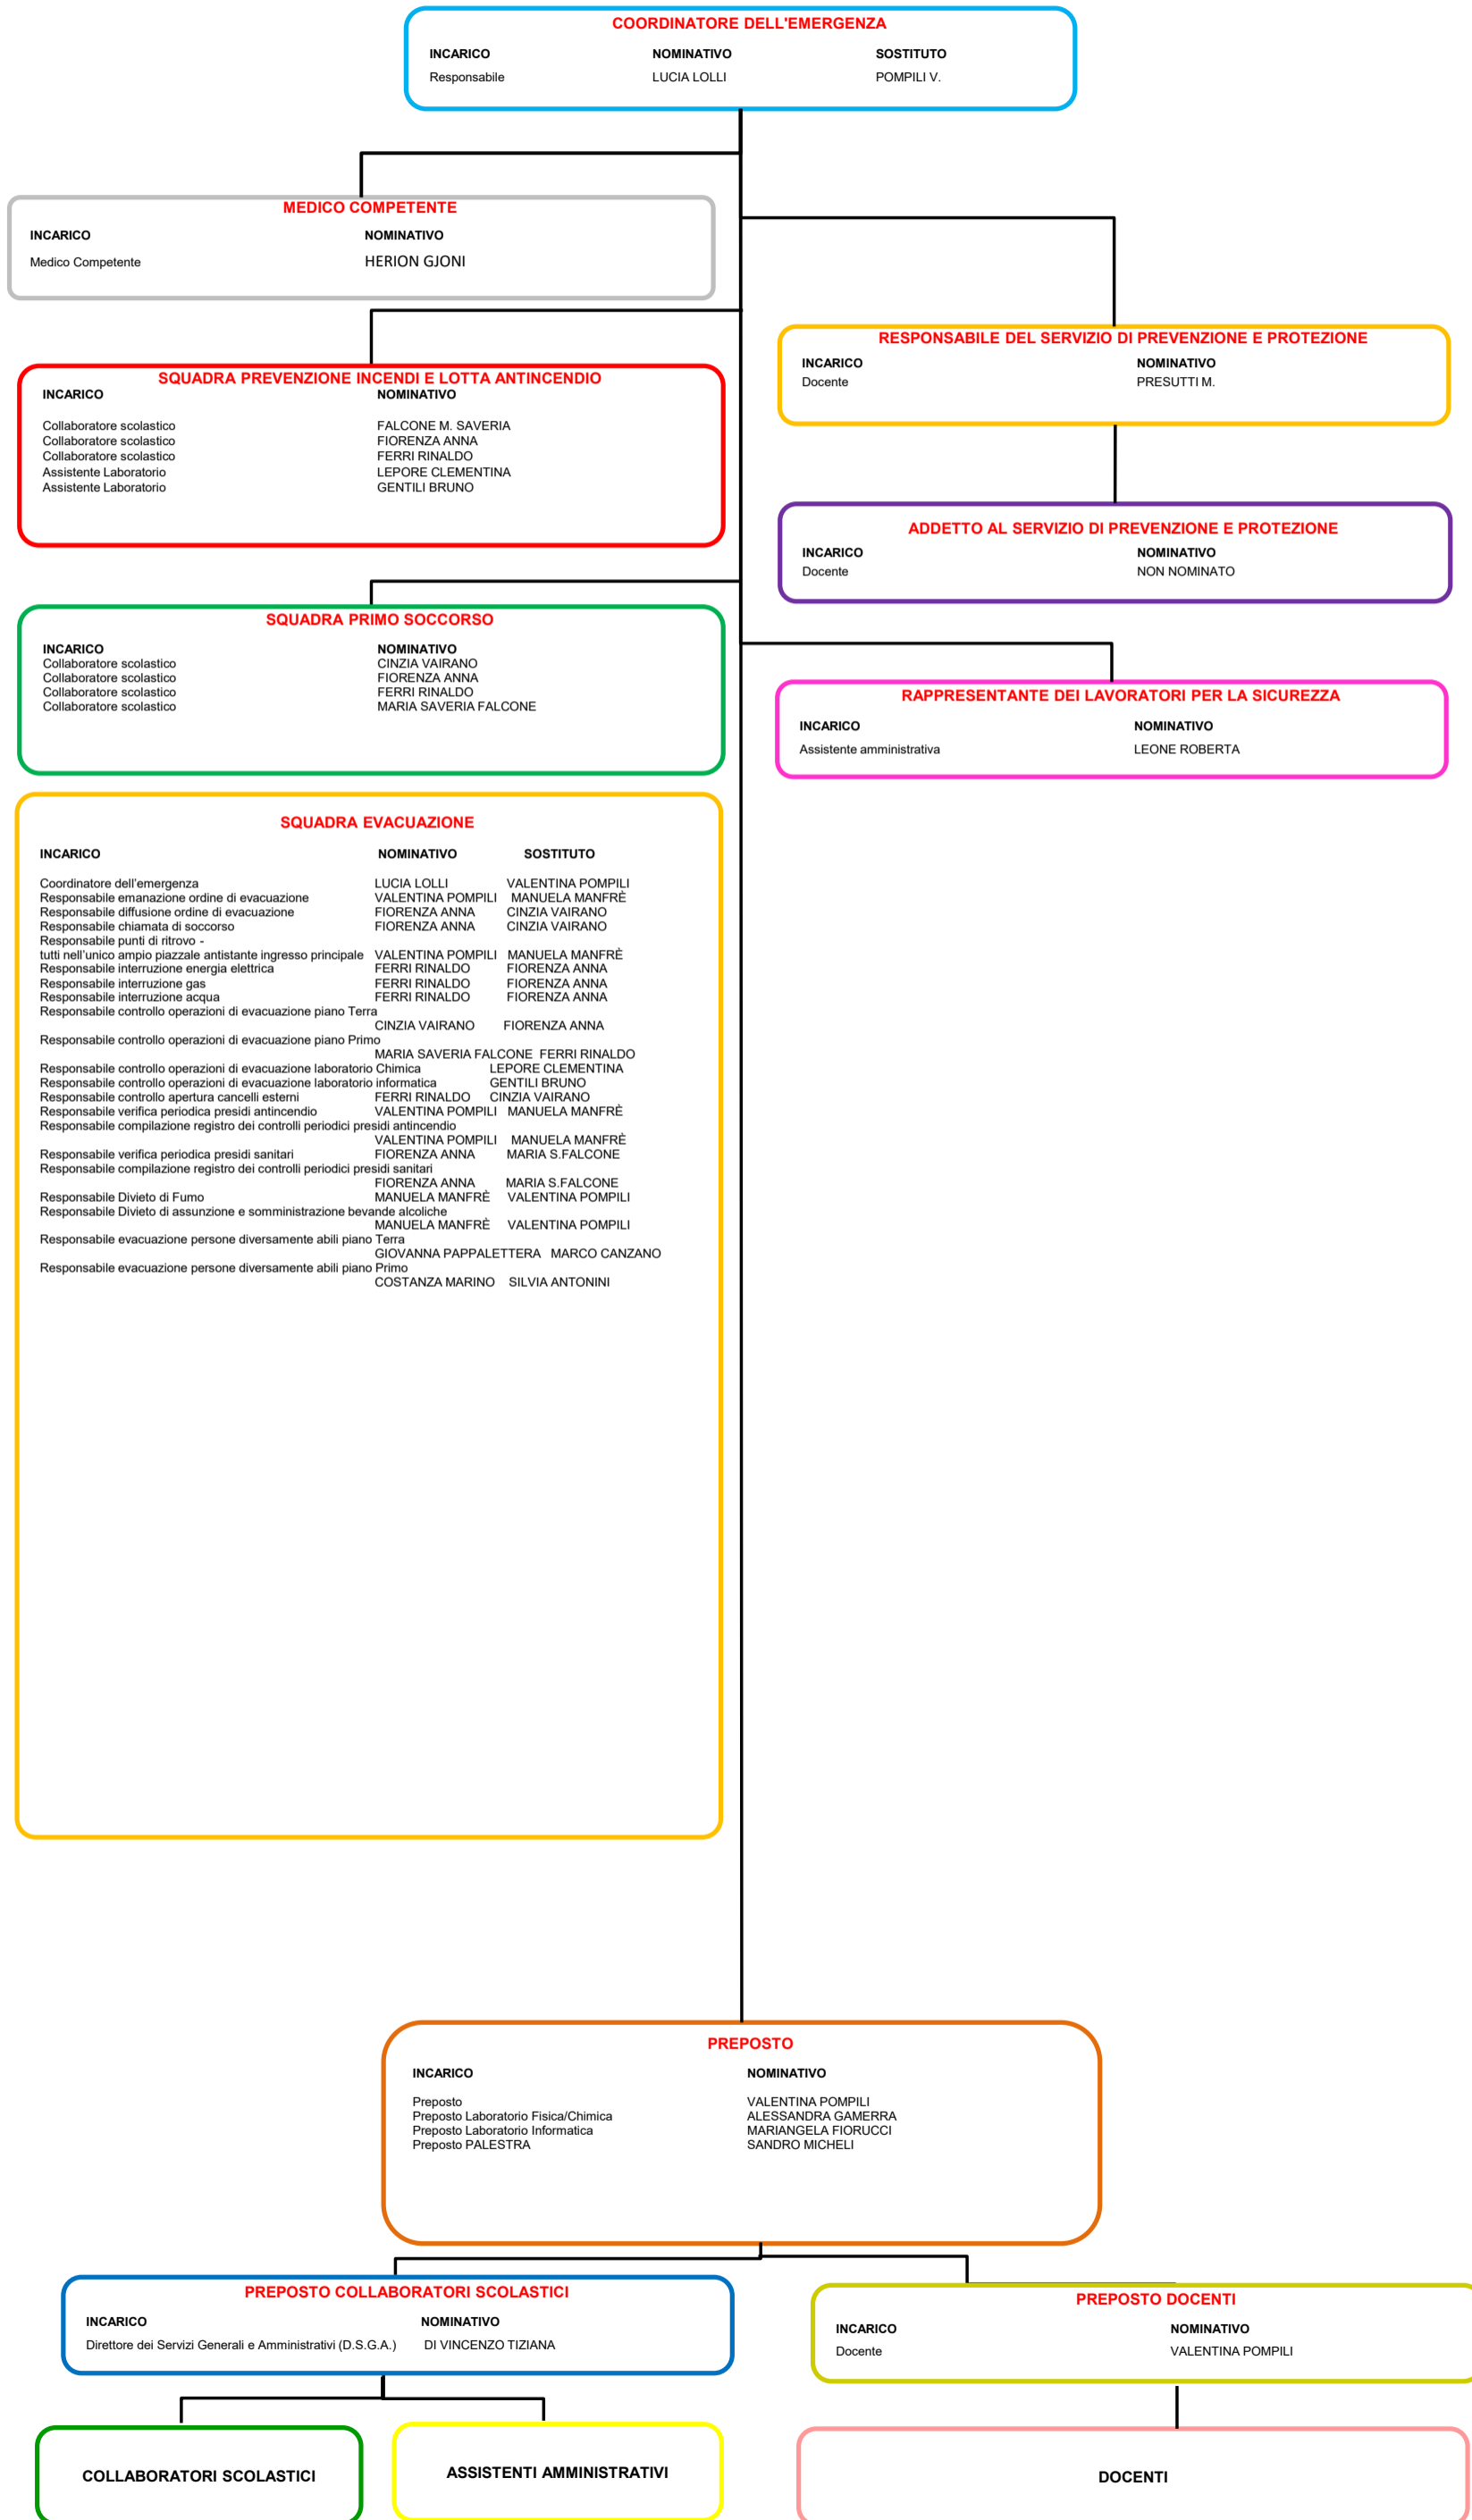 COORDINATORE DELL'EMERGENZA
INCARICO NOMINATIVO SOSTITUTO
Responsabile LUCIA LOLLI POMPILI V.
MEDICO COMPETENTE
INCARICO NOMINATIVO
Medico Competente HERION GJONI
RESPONSABILE DEL SERVIZIO DI PREVENZIONE E PROTEZIONE
INCARICO NOMINATIVO
Docente PRESUTTI M.
SQUADRA PREVENZIONE INCENDI E LOTTA ANTINCENDIO
INCARICO NOMINATIVO
Collaboratore scolastico FALCONE M. SAVERIA
Collaboratore scolastico FIORENZA ANNA
Collaboratore scolastico FERRI RINALDO
Assistente Laboratorio LEPORE CLEMENTINA
Assistente Laboratorio GENTILI BRUNO
ADDETTO AL SERVIZIO DI PREVENZIONE E PROTEZIONE
INCARICO NOMINATIVO
Docente NON NOMINATO
SQUADRA PRIMO SOCCORSO
INCARICO NOMINATIVO
Collaboratore scolastico CINZIA VAIRANO
Collaboratore scolastico FIORENZA ANNA
Collaboratore scolastico FERRI RINALDO
Collaboratore scolastico MARIA SAVERIA FALCONE
RAPPRESENTANTE DEI LAVORATORI PER LA SICUREZZA
INCARICO NOMINATIVO
Assistente amministrativa LEONE ROBERTA
SQUADRA EVACUAZIONE
INCARICO NOMINATIVO SOSTITUTO
Coordinatore dell'emergenza LUCIA LOLLI VALENTINA POMPILI
Responsabile emanazione ordine di evacuazione VALENTINA POMPILI MANUELA MANFRÈ
Responsabile diffusione ordine di evacuazione FIORENZA ANNA CINZIA VAIRANO
Responsabile chiamata di soccorso FIORENZA ANNA CINZIA VAIRANO
Responsabile punti di ritrovo -
tutti nell'unico ampio piazzale antistante ingresso principale VALENTINA POMPILI MANUELA MANFRÈ
Responsabile interruzione energia elettrica FERRI RINALDO FIORENZA ANNA
Responsabile interruzione gas FERRI RINALDO FIORENZA ANNA
Responsabile interruzione acqua FERRI RINALDO FIORENZA ANNA
Responsabile controllo operazioni di evacuazione piano Terra
CINZIA VAIRANO FIORENZA ANNA
Responsabile controllo operazioni di evacuazione piano Primo
MARIA SAVERIA FALCONE FERRI RINALDO
Responsabile controllo operazioni di evacuazione laboratorio Chimica LEPORE CLEMENTINA
Responsabile controllo operazioni di evacuazione laboratorio informatica GENTILI BRUNO
Responsabile controllo apertura cancelli esterni FERRI RINALDO CINZIA VAIRANO
Responsabile verifica periodica presidi antincendio VALENTINA POMPILI MANUELA MANFRÈ
Responsabile compilazione registro dei controlli periodici presidi antincendio
VALENTINA POMPILI MANUELA MANFRÈ
Responsabile verifica periodica presidi sanitari FIORENZA ANNA MARIA S.FALCONE
Responsabile compilazione registro dei controlli periodici presidi sanitari
FIORENZA ANNA MARIA S.FALCONE
Responsabile Divieto di Fumo MANUELA MANFRÈ VALENTINA POMPILI
Responsabile Divieto di assunzione e somministrazione bevande alcoliche
MANUELA MANFRÈ VALENTINA POMPILI
Responsabile evacuazione persone diversamente abili piano Terra
GIOVANNA PAPPALETTERA MARCO CANZANO
Responsabile evacuazione persone diversamente abili piano Primo
COSTANZA MARINO SILVIA ANTONINI
PREPOSTO
INCARICO NOMINATIVO
Preposto VALENTINA POMPILI
Preposto Laboratorio Fisica/Chimica ALESSANDRA GAMERRA
Preposto Laboratorio Informatica MARIANGELA FIORUCCI
Preposto PALESTRA SANDRO MICHELI
PREPOSTO COLLABORATORI SCOLASTICI
INCARICO NOMINATIVO
Direttore dei Servizi Generali e Amministrativi (D.S.G.A.) DI VINCENZO TIZIANA
PREPOSTO DOCENTI
INCARICO NOMINATIVO
Docente VALENTINA POMPILI
COLLABORATORI SCOLASTICI
ASSISTENTI AMMINISTRATIVI
DOCENTI